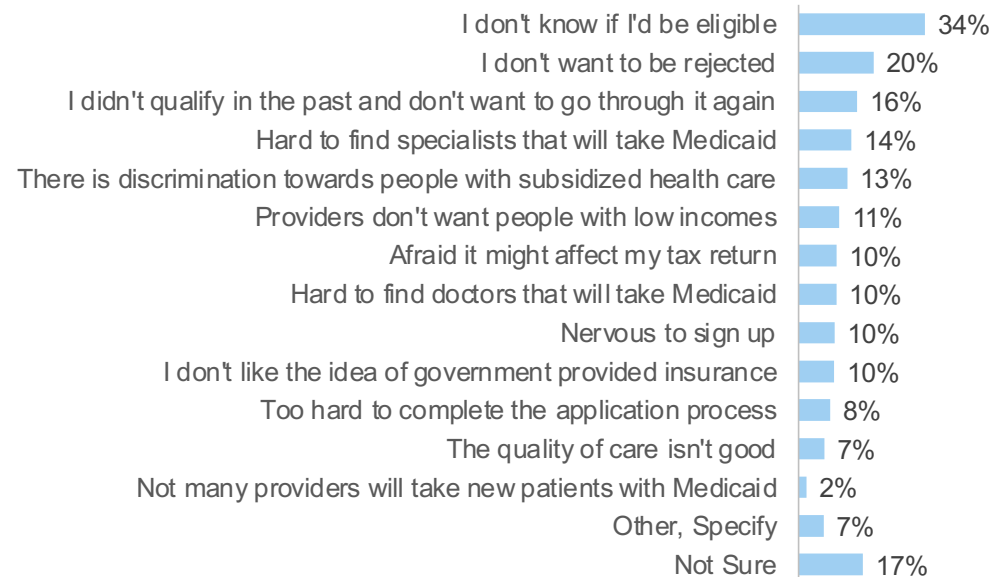 I don't know if I'd be eligible 34%
I don't want to be rejected 20%
I didn't qualify in the past and don't want to go through it again 16%
Hard to find specialists that will take Medicaid 14%
There is discrimination towards people with subsidized health care 13%
Providers don't want people with low incomes 11%
Afraid it might affect my tax return 10%
Hard to find doctors that will take Medicaid 10%
Nervous to sign up 10%
I don't like the idea of government provided insurance 10%
Too hard to complete the application process 8%
The quality of care isn't good 7%
Not many providers will take new patients with Medicaid 2%
Other, Specify 7%
Not Sure 17%